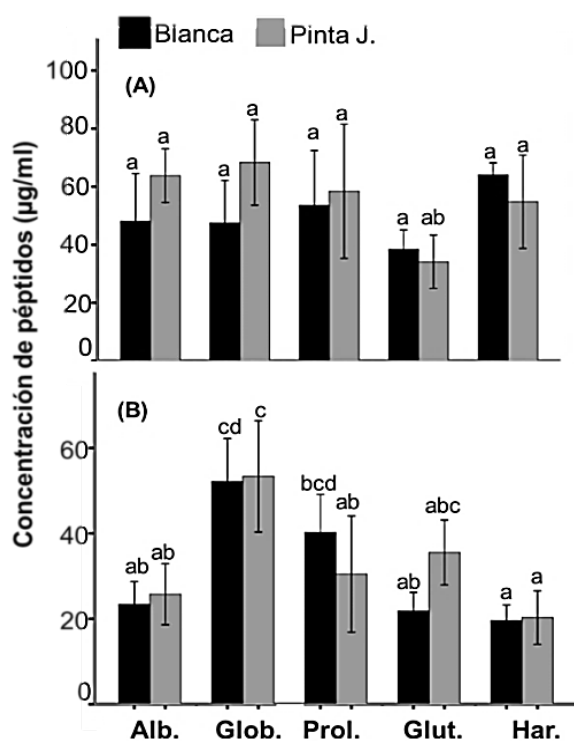 Blanca Pinta J.
Concentración de péptidos (µg/ml)
100
(A)
a a a a a a a ab a a
80
60
40
20
0
(B)
cd c
60
bcd ab abc
40
ab ab ab a a
20
0
Alb. Glob. Prol. Glut. Har.